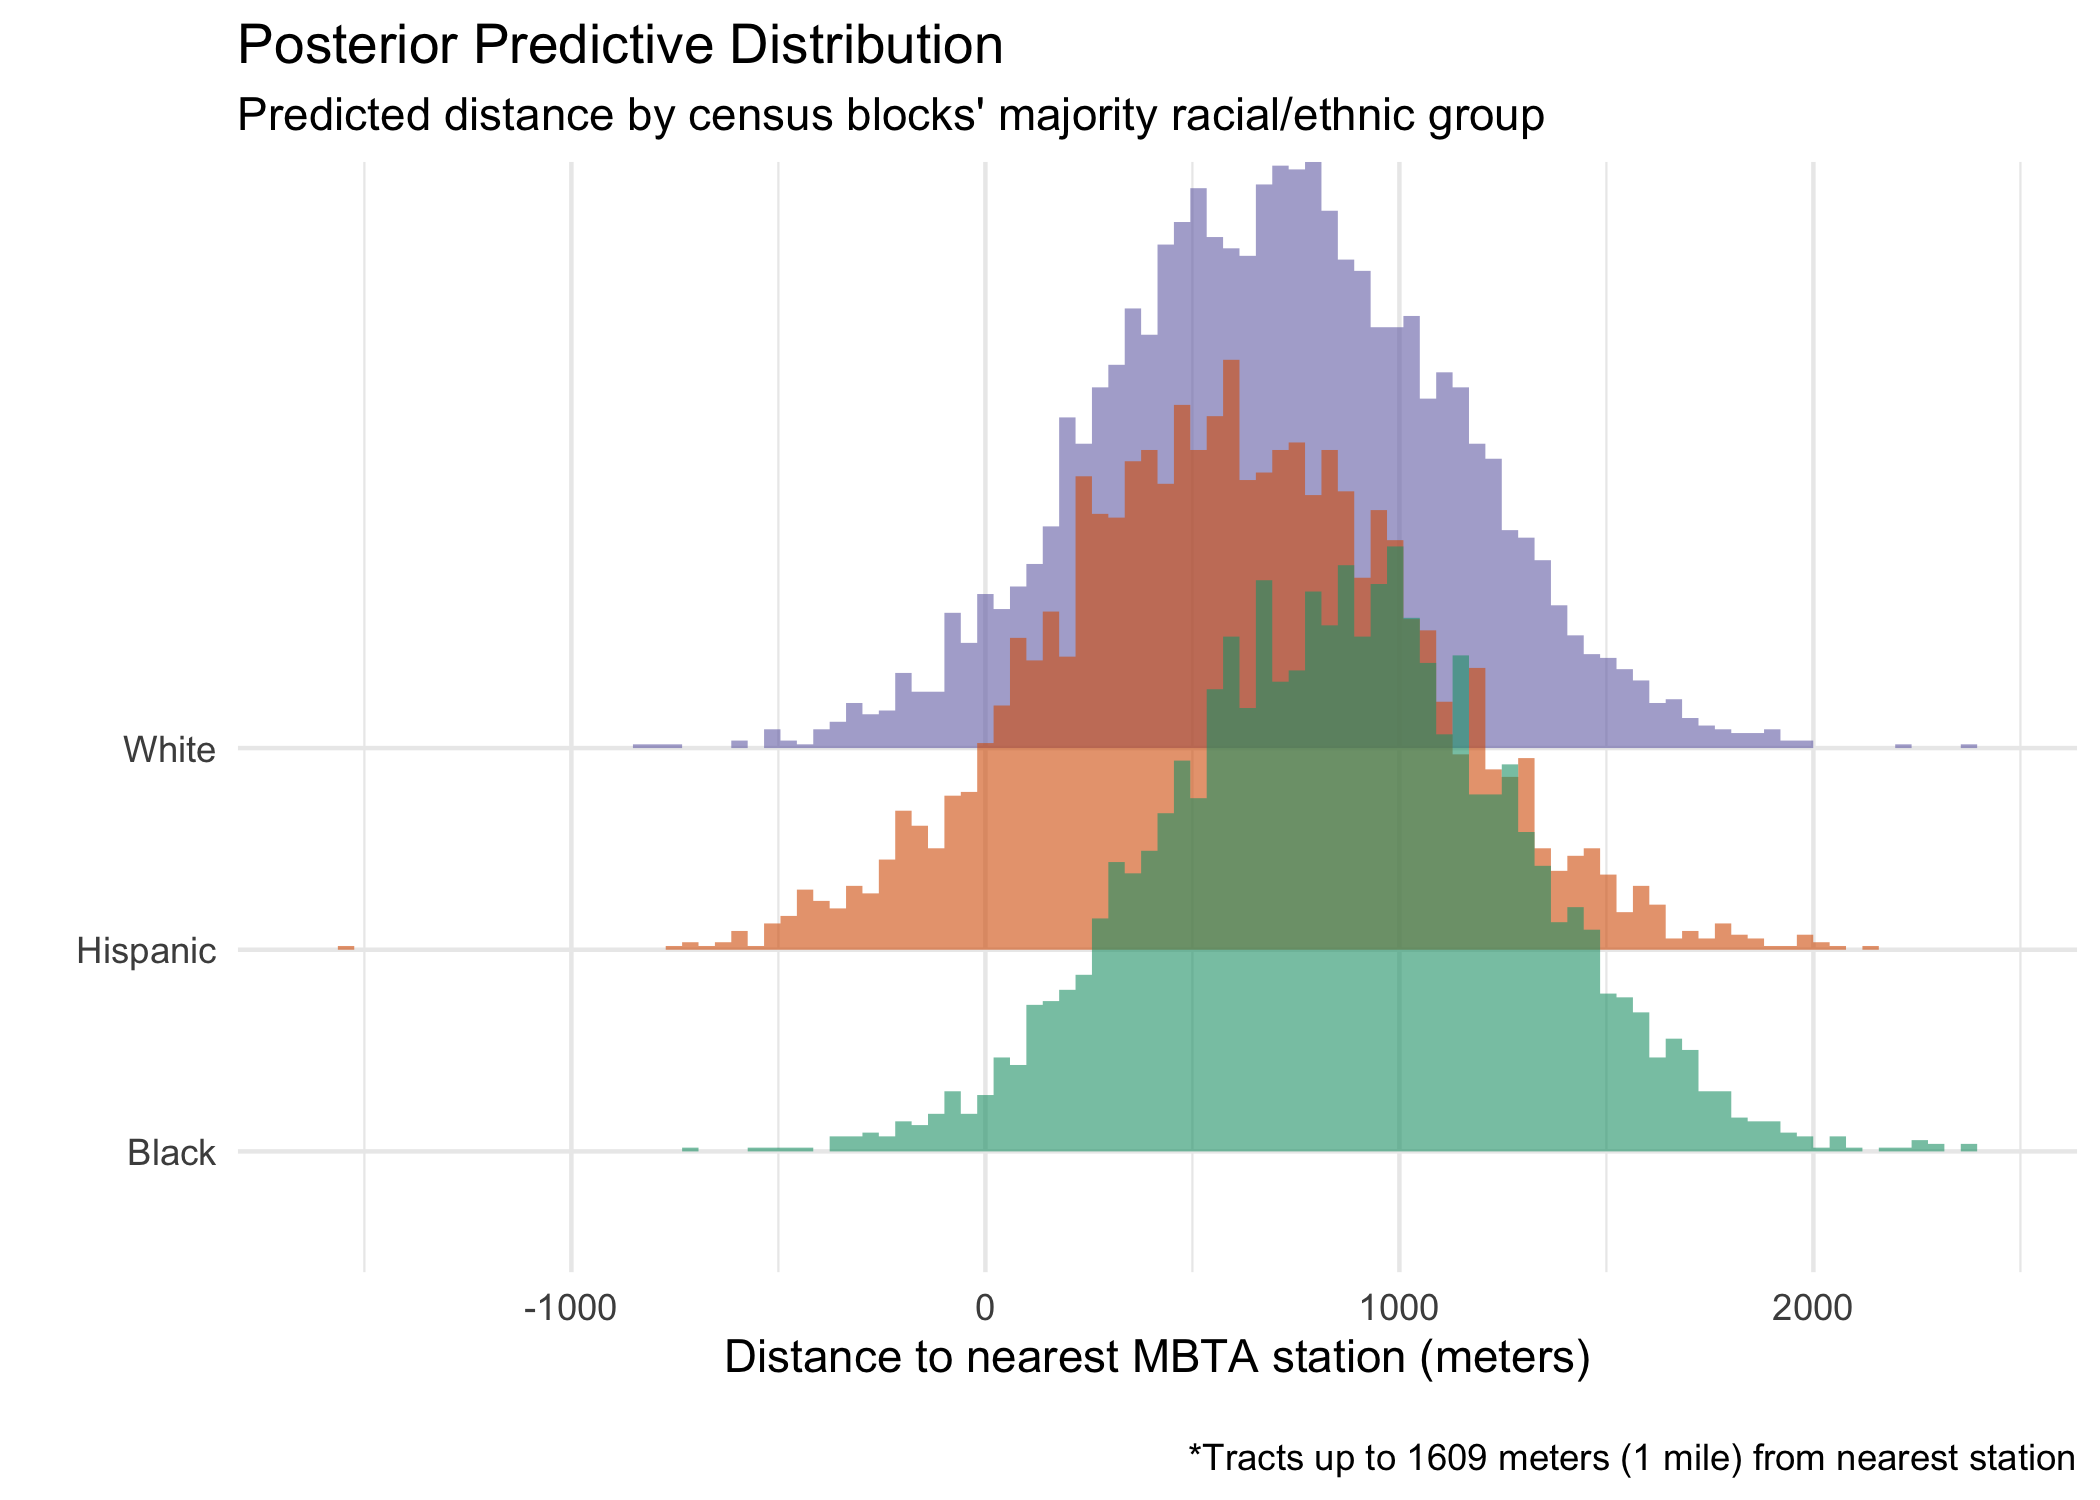 Posterior Predictive Distribution
Predicted distance by census blocks' majority racial/ethnic group
White
Hispanic
Black
-1000 0 1000 2000
Distance to nearest MBTA station (meters)
*Tracts up to 1609 meters (1 mile) from nearest station